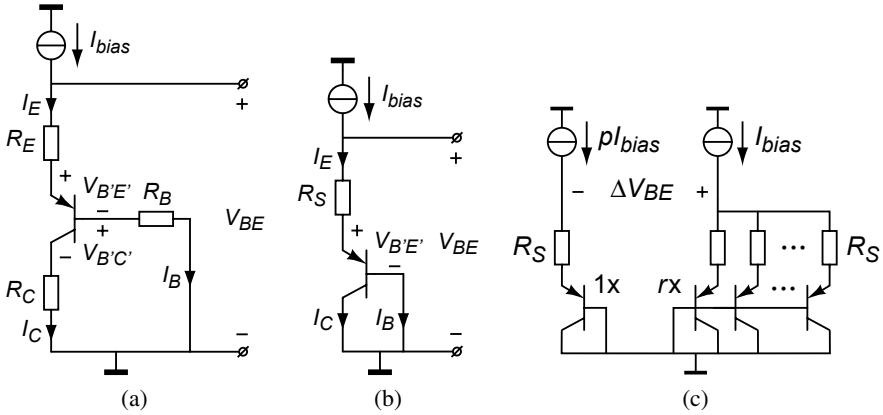 I_bias
I_E
+
R_E
+
V_B'E'
R_B
−
+
V_BE
V_B'C'
−
I_B
R_C
I_C
−
(a)
I_bias
I_E
+
R_S
+
V_B'E'
V_BE
−
I_C
I_B
−
(b)
pI_bias
I_bias
− ΔV_BE +
R_S
... R_S
1x
rx
...
(c)